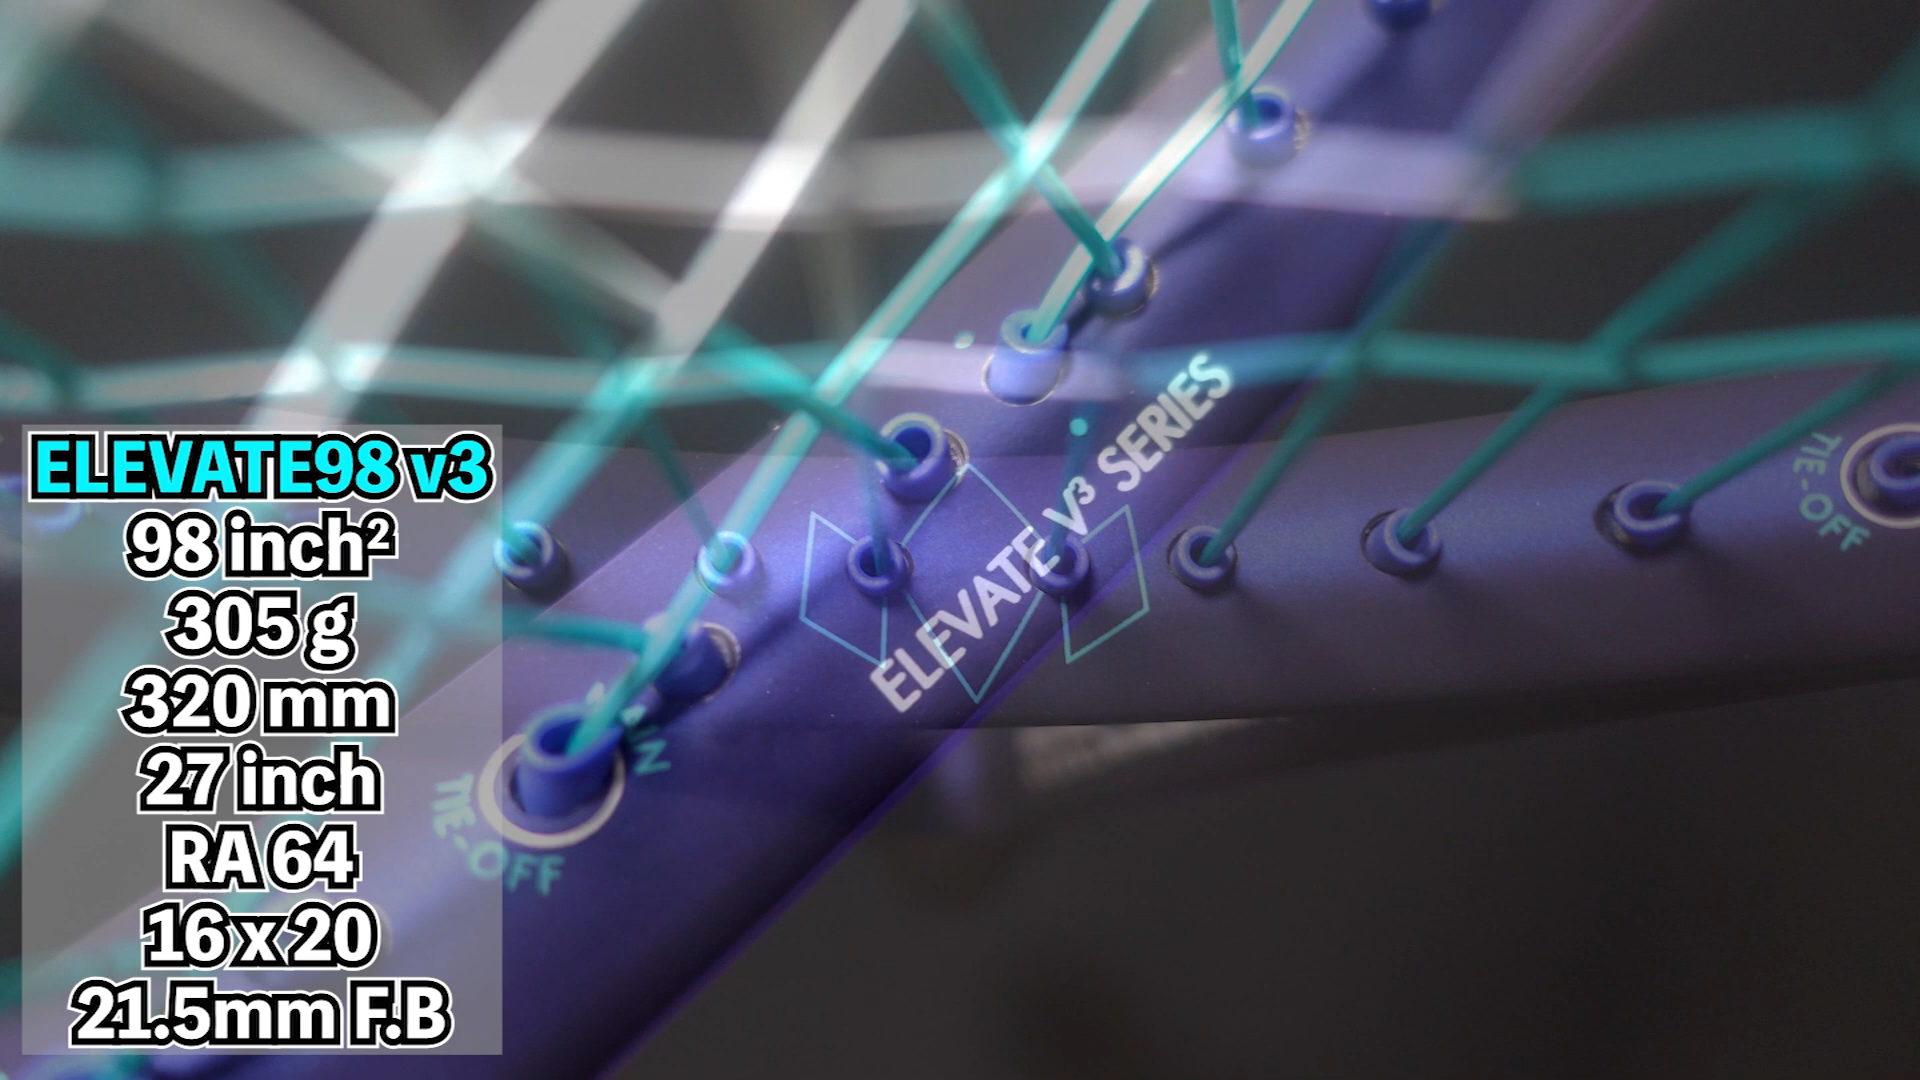 ELEVATE98 v3
98 inch²
305 g
320 mm
27 inch
RA 64
16 x 20
21.5mm F.B
ELEVATE V³ SERIES
TIE-OFF
TIE-OFF